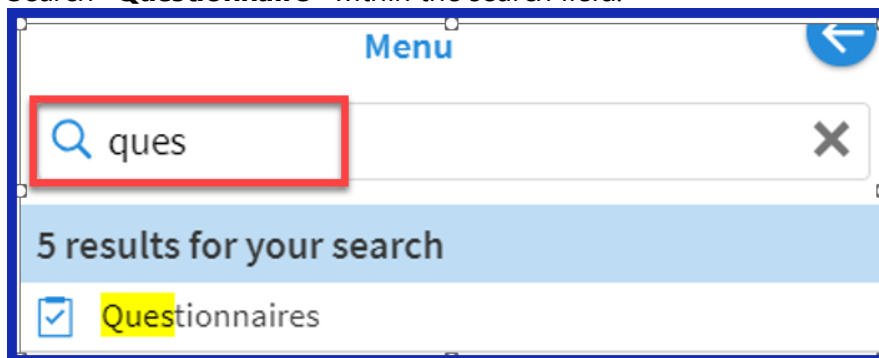 Search "Questionnaire" within the search field.
Menu
ques
5 results for your search
Questionnaires